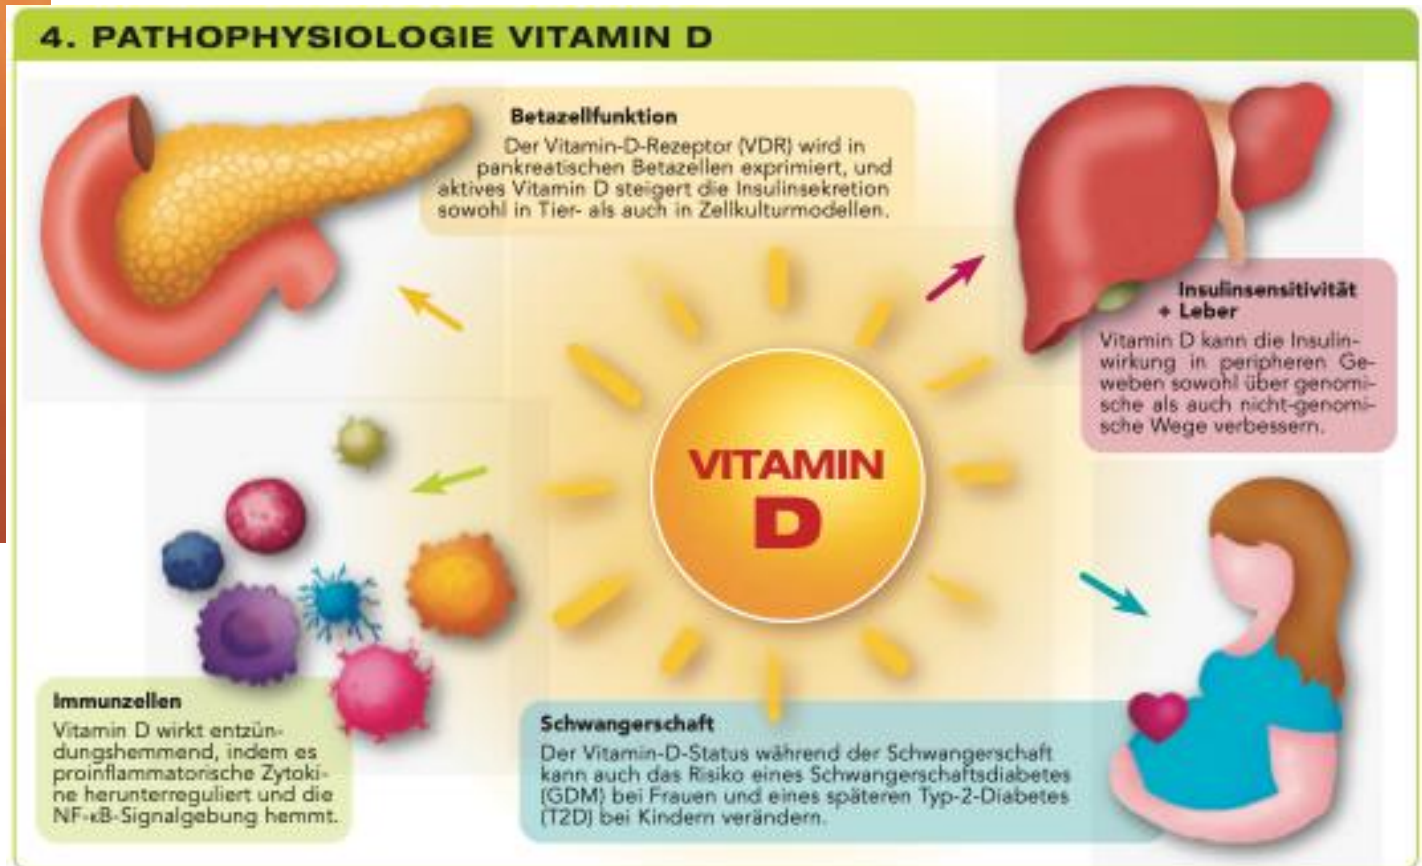 4. PATHOPHYSIOLOGIE VITAMIN D
Betazellfunktion
Der Vitamin-D-Rezeptor (VDR) wird in
pankreatischen Betazellen exprimiert, und
aktives Vitamin D steigert die Insulinsekretion
sowohl in Tier- als auch in Zellkulturmodellen.
Insulinsensitivität
+ Leber
Vitamin D kann die Insulin-
wirkung in peripheren Ge-
weben sowohl über genomi-
sche als auch nicht-genomi-
sche Wege verbessern.
VITAMIN
D
Immunzellen
Vitamin D wirkt entzün-
dungshemmend, indem es
proinflammatorische Zytoki-
ne herunterreguliert und die
NF-κB-Signalgebung hemmt.
Schwangerschaft
Der Vitamin-D-Status während der Schwangerschaft
kann auch das Risiko eines Schwangerschaftsdiabetes
(GDM) bei Frauen und eines späteren Typ-2-Diabetes
(T2D) bei Kindern verändern.